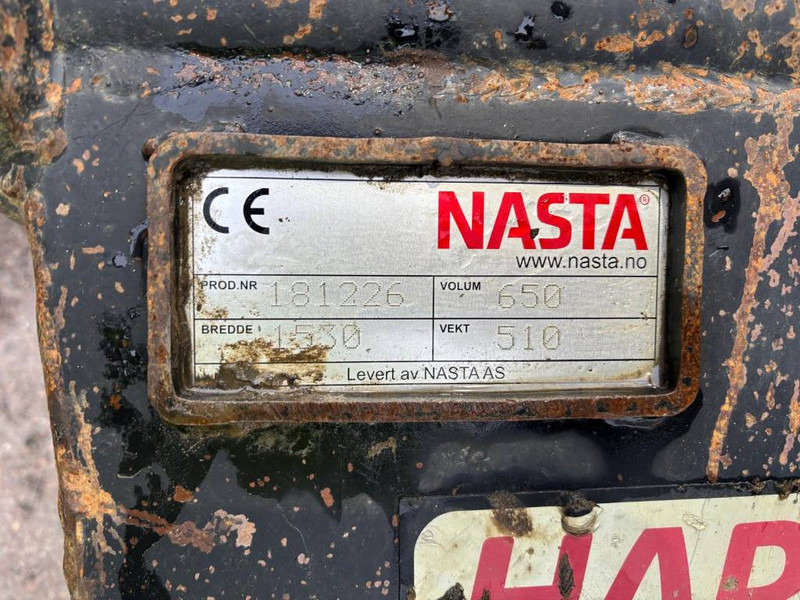 CE
NASTA®
www.nasta.no
PROD.NR 181226 VOLUM 650
BREDDE 1530 VEKT 510
Levert av NASTA AS